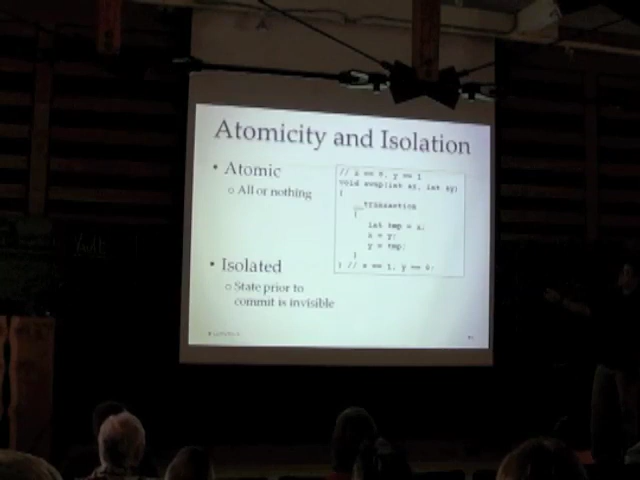 Atomicity and Isolation
• Atomic
o All or nothing
• Isolated
o State prior to
commit is invisible
// x == 0, y == 1
void swap(int &x, int &y)
{
__transaction
{
int tmp = x;
x = y;
y = tmp;
}
} // x == 1, y == 0;